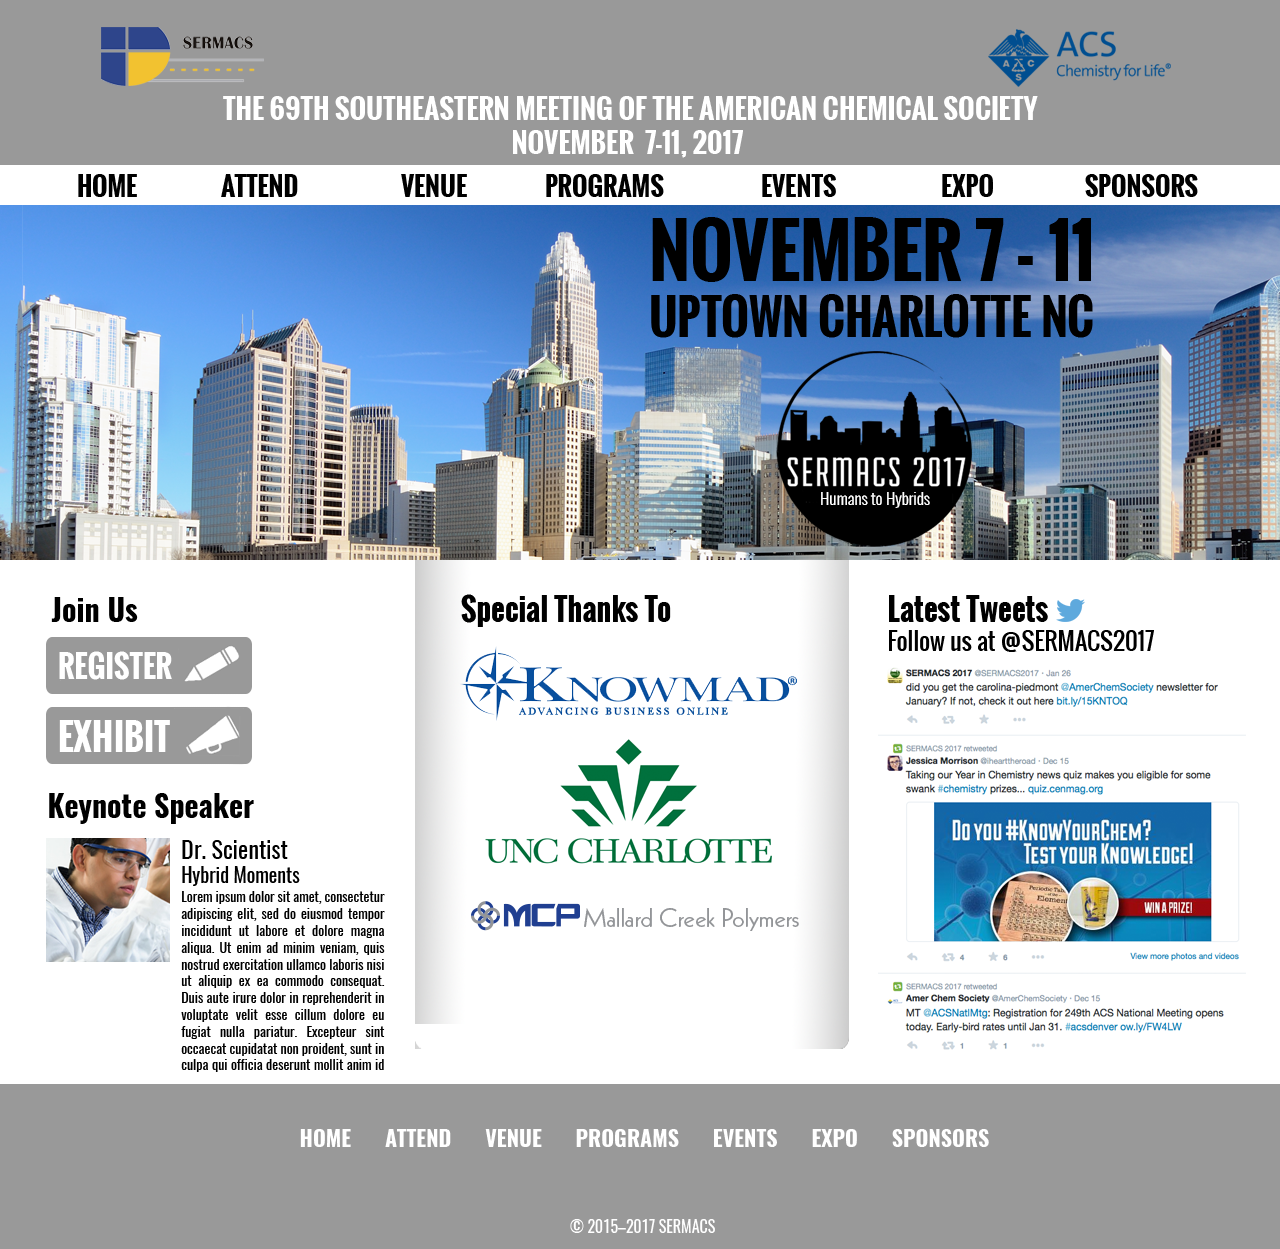 SERMACS
ACS
Chemistry for Life®
A C S
THE 69TH SOUTHEASTERN MEETING OF THE AMERICAN CHEMICAL SOCIETY
NOVEMBER 7-11, 2017
HOME ATTEND VENUE PROGRAMS EVENTS EXPO SPONSORS
NOVEMBER 7 - 11
UPTOWN CHARLOTTE NC
SERMACS 2017
Humans to Hybrids
Join Us
REGISTER
EXHIBIT
Keynote Speaker
Dr. Scientist
Hybrid Moments
Lorem ipsum dolor sit amet, consectetur
adipiscing elit, sed do eiusmod tempor
incididunt ut labore et dolore magna
aliqua. Ut enim ad minim veniam, quis
nostrud exercitation ullamco laboris nisi
ut aliquip ex ea commodo consequat.
Duis aute irure dolor in reprehenderit in
voluptate velit esse cillum dolore eu
fugiat nulla pariatur. Excepteur sint
occaecat cupidatat non proident, sunt in
culpa qui officia deserunt mollit anim id
Special Thanks To
KNOWMAD®
ADVANCING BUSINESS ONLINE
UNC CHARLOTTE
MCP Mallard Creek Polymers
Latest Tweets
Follow us at @SERMACS2017
SERMACS 2017 @SERMACS2017 · Jan 26
did you get the carolina-piedmont @AmerChemSociety newsletter for
January? If not, check it out here bit.ly/15KNTOQ
SERMACS 2017 retweeted
Jessica Morrison @ihearttheroad · Dec 15
Taking our Year in Chemistry news quiz makes you eligible for some
swank #chemistry prizes... quiz.cenmag.org
DO YOU #KNOWYOURCHEM?
TEST YOUR KNOWLEDGE!
Periodic Table
of the
Elements
WIN A PRIZE!
4 6 View more photos and videos
SERMACS 2017 retweeted
Amer Chem Society @AmerChemSociety · Dec 15
MT @ACSNatlMtg: Registration for 249th ACS National Meeting opens
today. Early-bird rates until Jan 31. #acsdenver ow.ly/FW4LW
1 1
HOME ATTEND VENUE PROGRAMS EVENTS EXPO SPONSORS
© 2015–2017 SERMACS